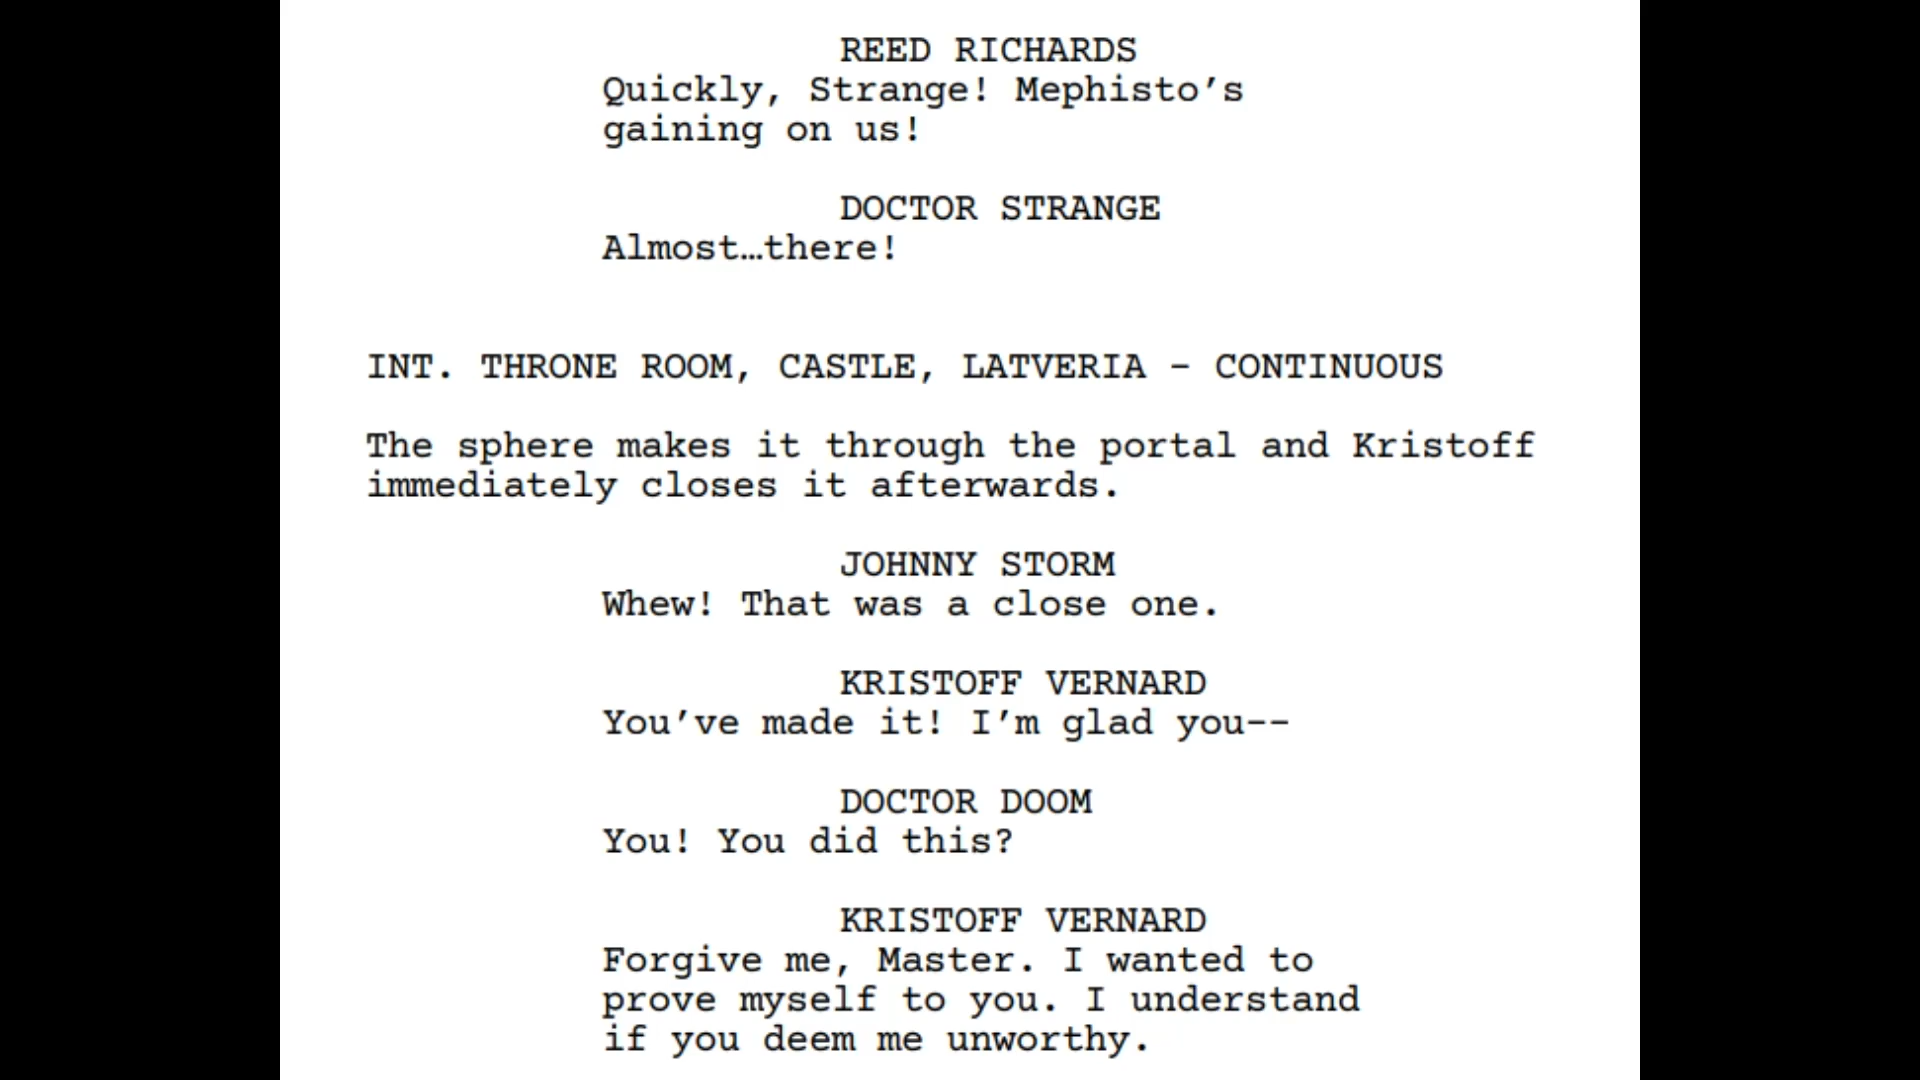 REED RICHARDS
Quickly, Strange! Mephisto’s
gaining on us!
DOCTOR STRANGE
Almost…there!
INT. THRONE ROOM, CASTLE, LATVERIA - CONTINUOUS
The sphere makes it through the portal and Kristoff
immediately closes it afterwards.
JOHNNY STORM
Whew! That was a close one.
KRISTOFF VERNARD
You’ve made it! I’m glad you--
DOCTOR DOOM
You! You did this?
KRISTOFF VERNARD
Forgive me, Master. I wanted to
prove myself to you. I understand
if you deem me unworthy.